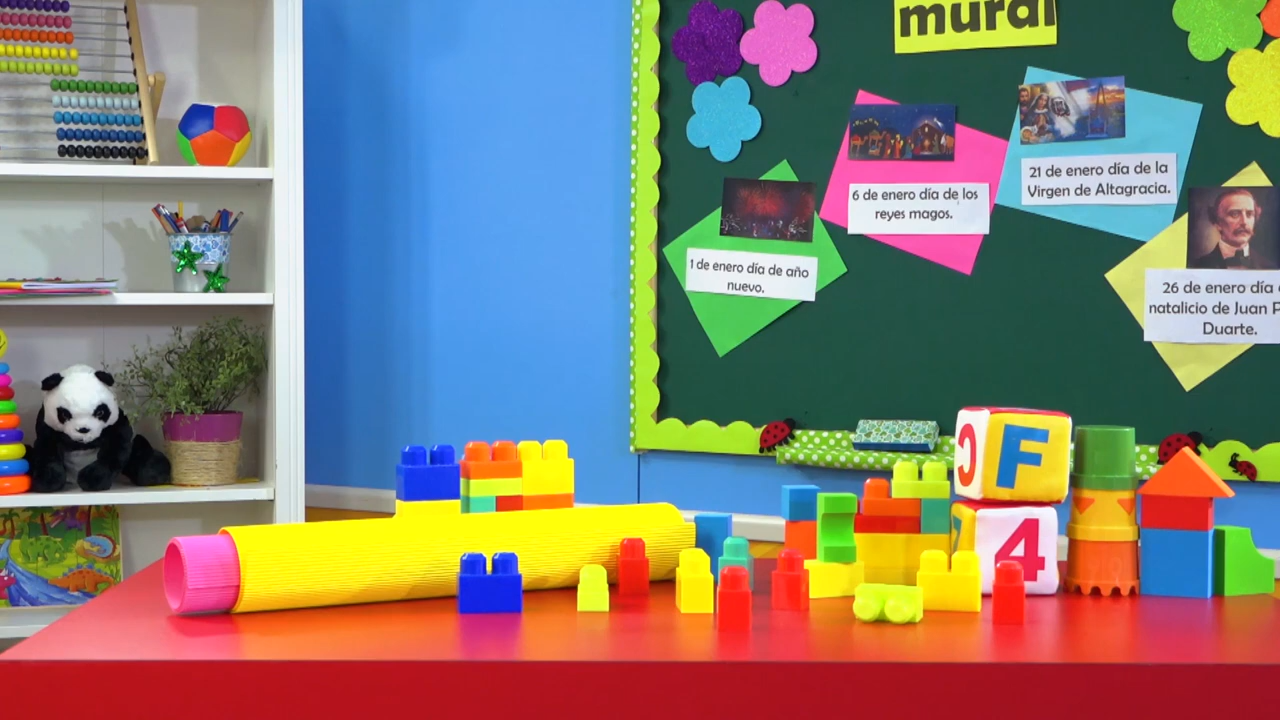 mural
1 de enero día de año
nuevo.
6 de enero día de los
reyes magos.
21 de enero día de la
Virgen de Altagracia.
26 de enero día
natalicio de Juan P
Duarte.
F
4